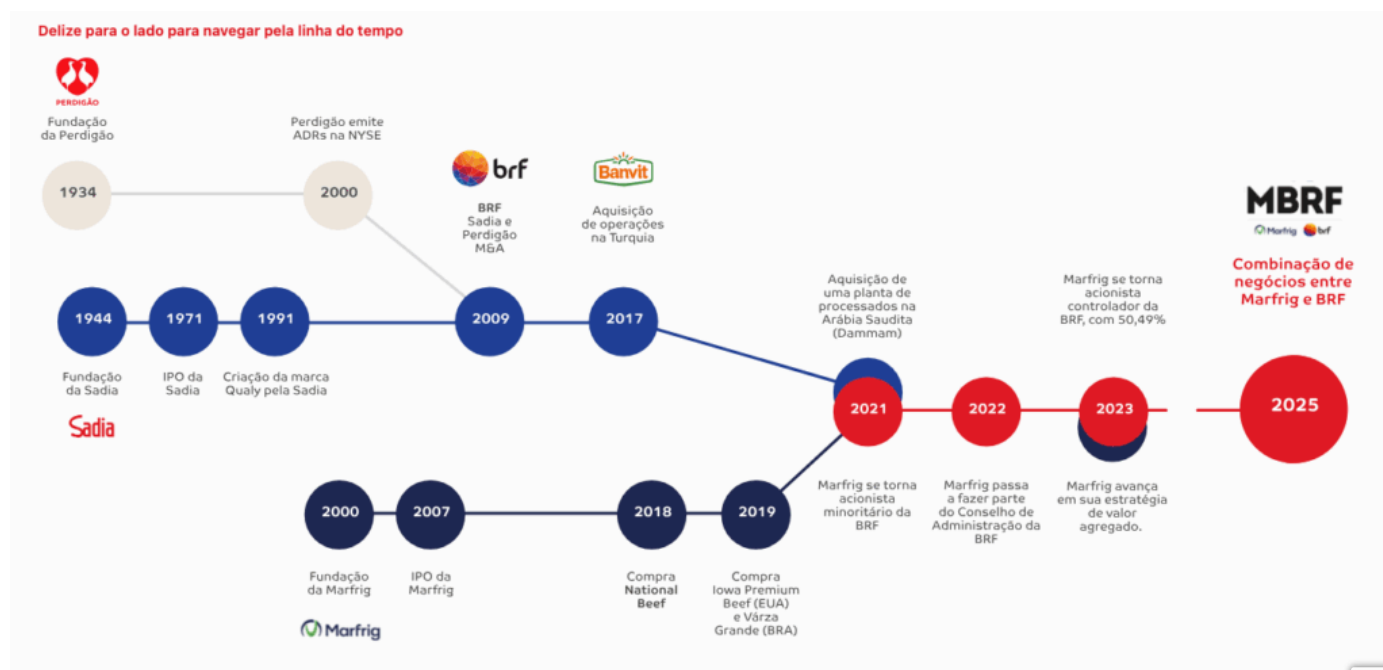 Delize para o lado para navegar pela linha do tempo
PERDIGÃO
Fundação
da Perdigão
1934
Perdigão emite
ADRs na NYSE
2000
brf
BRF
Sadia e
Perdigão
M&A
Banvit
Aquisição
de operações
na Turquia
1944
Fundação
da Sadia
Sadia
1971
IPO da
Sadia
1991
Criação da marca
Qualy pela Sadia
2009
2017
2000
Fundação
da Marfrig
Marfrig
2007
IPO da
Marfrig
2018
Compra
National
Beef
2019
Compra
Iowa Premium
Beef (EUA)
e Várza
Grande (BRA)
Aquisição de
uma planta de
processados na
Arábia Saudita
(Dammam)
2021
Marfrig se torna
acionista
minoritário da
BRF
2022
Marfrig passa
a fazer parte
do Conselho de
Administração da
BRF
Marfrig se torna
acionista
controlador da
BRF, com 50,49%
2023
Marfrig avança
em sua estratégia
de valor
agregado.
MBRF
Marfrig brf
Combinação de
negócios entre
Marfrig e BRF
2025